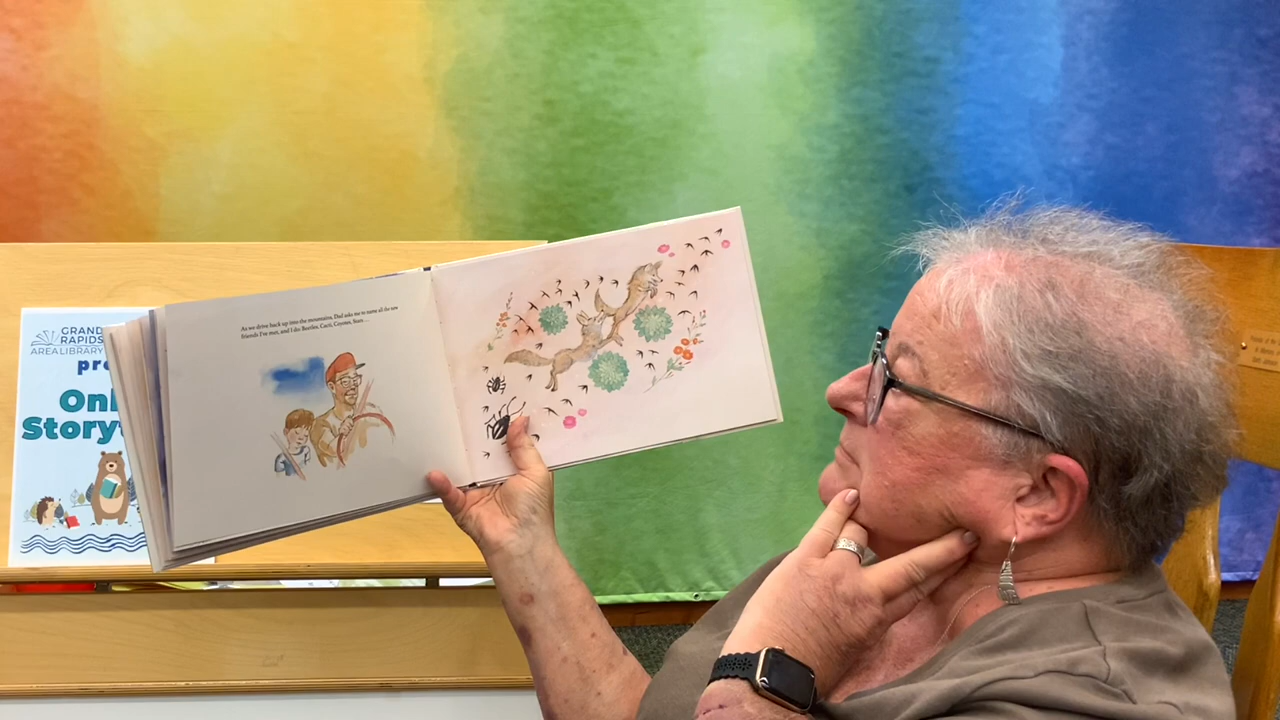 As we drive back up into the mountains, Dad asks me to name all the new
friends I've met, and I do: Beetles, Cacti, Coyotes, Stars ...
GRAND
RAPIDS
AREA LIBRARY
pre
Onl
Story